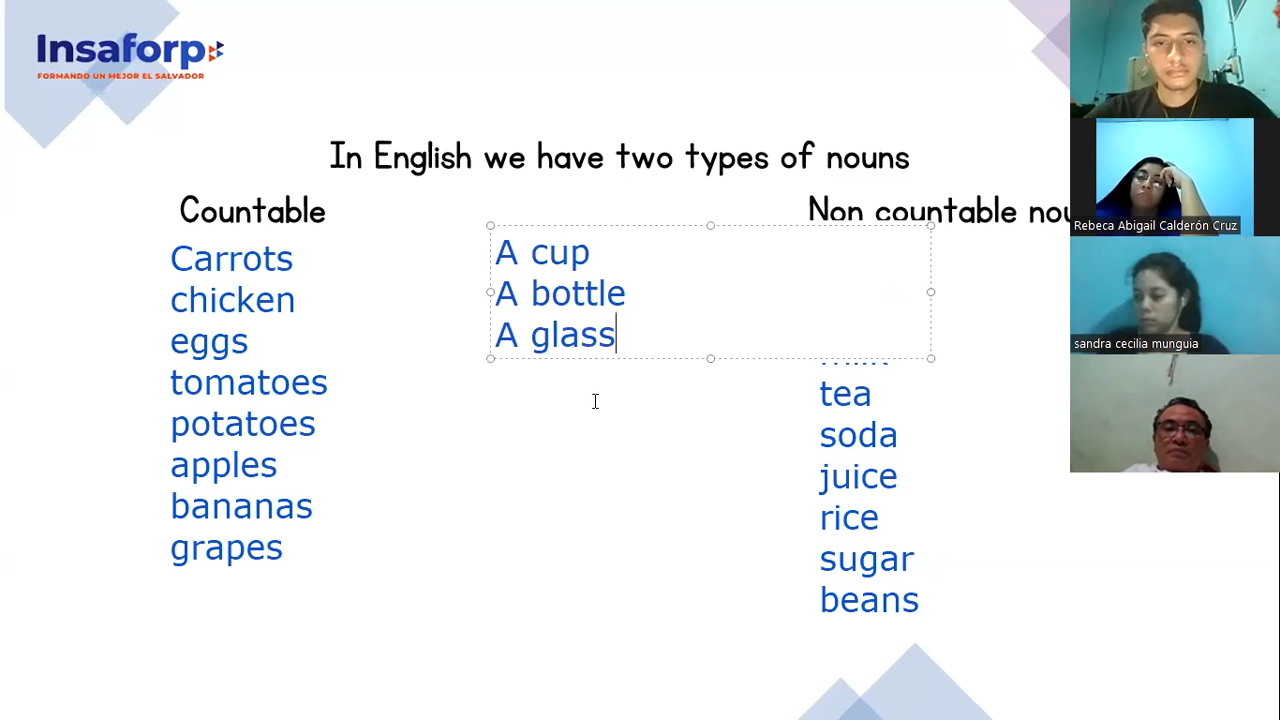 Insaforp
FORMANDO UN MEJOR EL SALVADOR
In English we have two types of nouns
Countable
Non countable
Carrots
chicken
eggs
tomatoes
potatoes
apples
bananas
grapes
A cup
A bottle
A glass
tea
soda
juice
rice
sugar
beans
Rebeca Abigail Calderón Cruz
sandra cecilia munguia